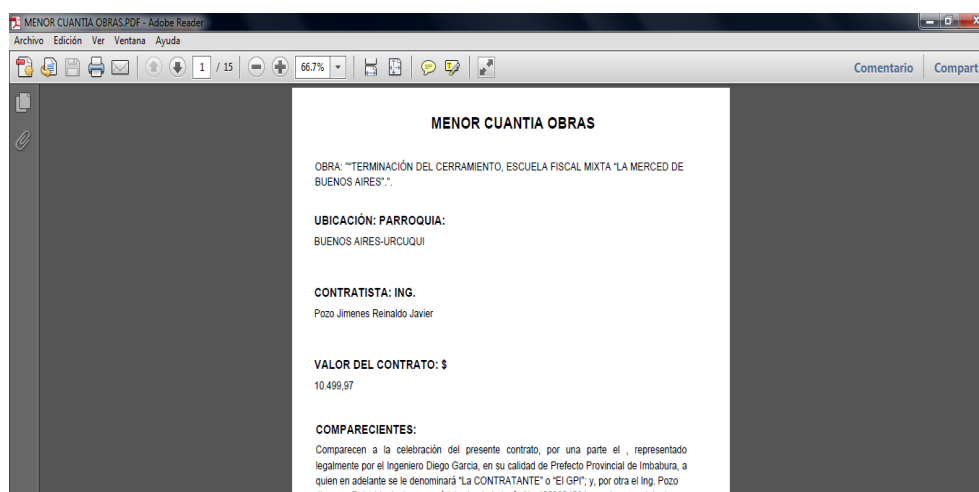 MENOR CUANTIA OBRAS.PDF - Adobe Reader
Archivo Edición Ver Ventana Ayuda
1 / 15 66.7% Comentario Compart
MENOR CUANTIA OBRAS
OBRA: ""TERMINACIÓN DEL CERRAMIENTO, ESCUELA FISCAL MIXTA "LA MERCED DE
BUENOS AIRES".".
UBICACIÓN: PARROQUIA:
BUENOS AIRES-URCUQUI
CONTRATISTA: ING.
Pozo Jimenes Reinaldo Javier
VALOR DEL CONTRATO: $
10.499,97
COMPARECIENTES:
Comparecen a la celebración del presente contrato, por una parte el , representado
legalmente por el Ingeniero Diego Garcia, en su calidad de Prefecto Provincial de Imbabura, a
quien en adelante se le denominará "La CONTRATANTE" o "El GPI"; y, por otra el Ing. Pozo